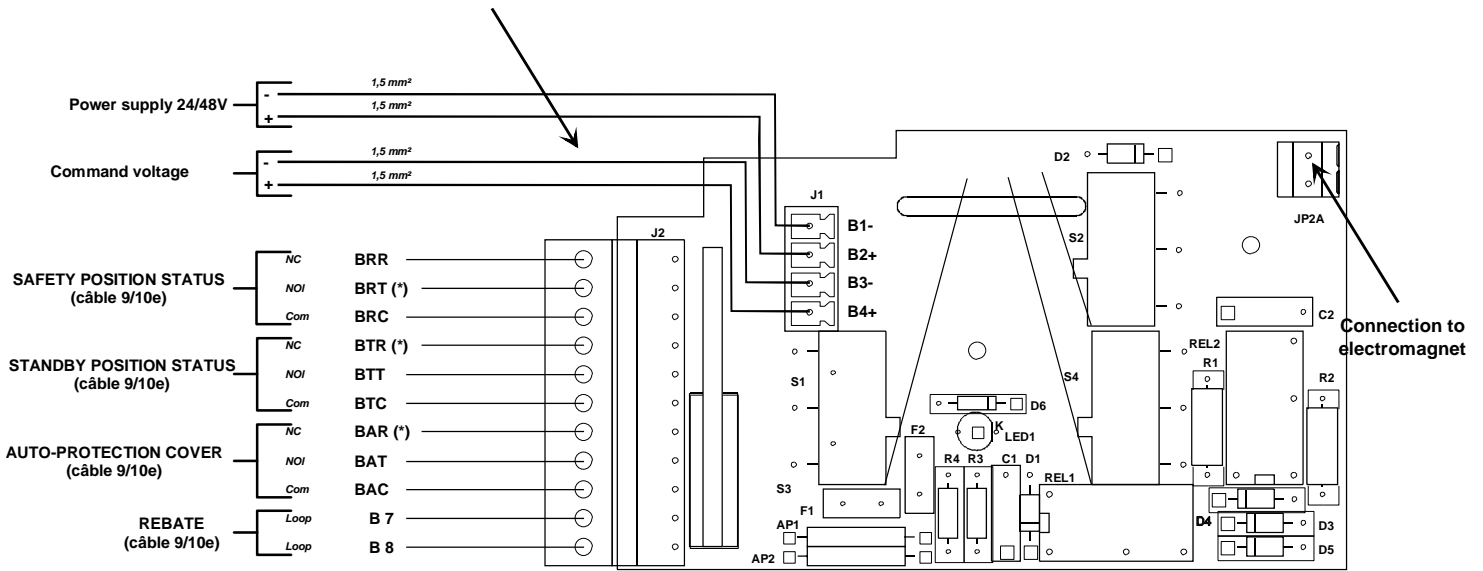 Power supply 24/48V
-
1,5 mm²
+
1,5 mm²
Command voltage
-
1,5 mm²
+
1,5 mm²
SAFETY POSITION STATUS
(câble 9/10e)
NC BRR
NOI BRT (*)
Com BRC
STANDBY POSITION STATUS
(câble 9/10e)
NC BTR (*)
NOI BTT
Com BTC
AUTO-PROTECTION COVER
(câble 9/10e)
NC BAR (*)
NOI BAT
Com BAC
REBATE
(câble 9/10e)
Loop B 7
Loop B 8
J2
J1
B1-
B2+
B3-
B4+
D2
JP2A
S2
C2
Connection to
electromagnet
REL2
R1
R2
S1
S4
D6
K
LED1
F2
R4 R3 C1 D1
REL1
S3
F1
AP1
AP2
D4
D3
D5